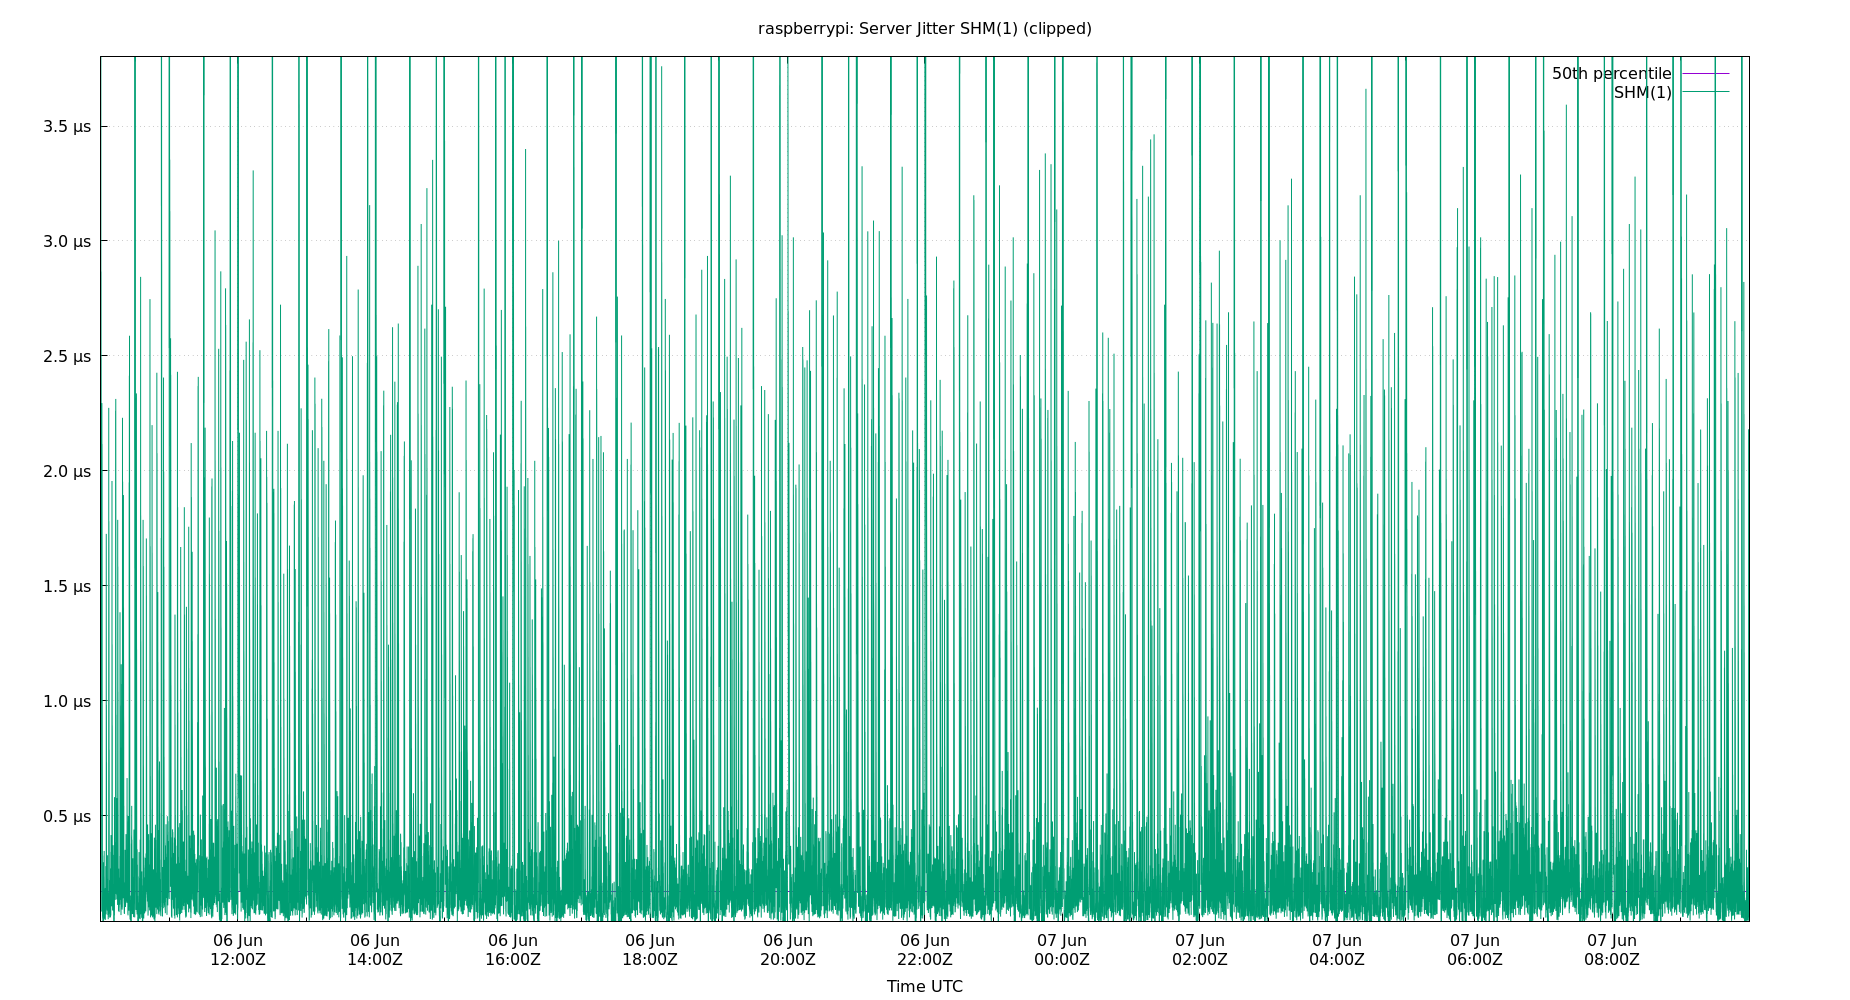 raspberrypi: Server Jitter SHM(1) (clipped)
50th percentile
SHM(1)
3.5 µs
3.0 µs
2.5 µs
2.0 µs
1.5 µs
1.0 µs
0.5 µs
06 Jun 06 Jun 06 Jun 06 Jun 06 Jun 06 Jun 07 Jun 07 Jun 07 Jun 07 Jun 07 Jun
12:00Z 14:00Z 16:00Z 18:00Z 20:00Z 22:00Z 00:00Z 02:00Z 04:00Z 06:00Z 08:00Z
Time UTC